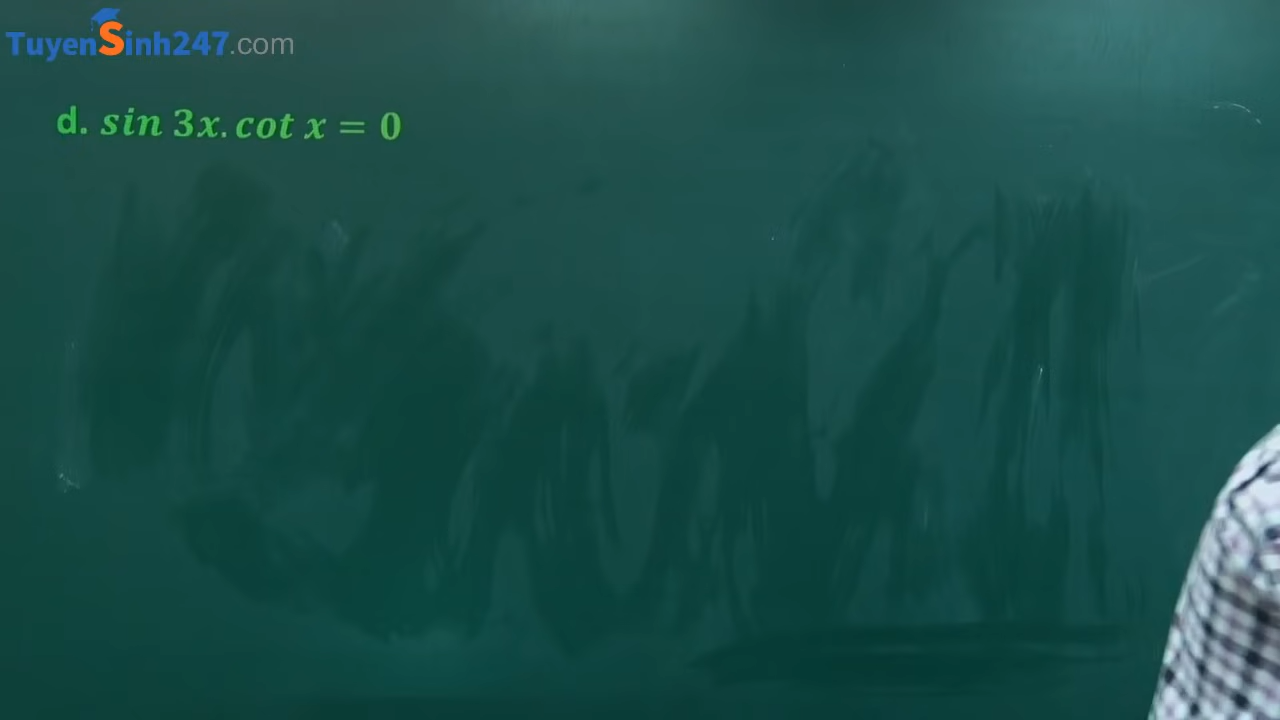 TuyenSinh247.com
d. sin 3x. cot x = 0